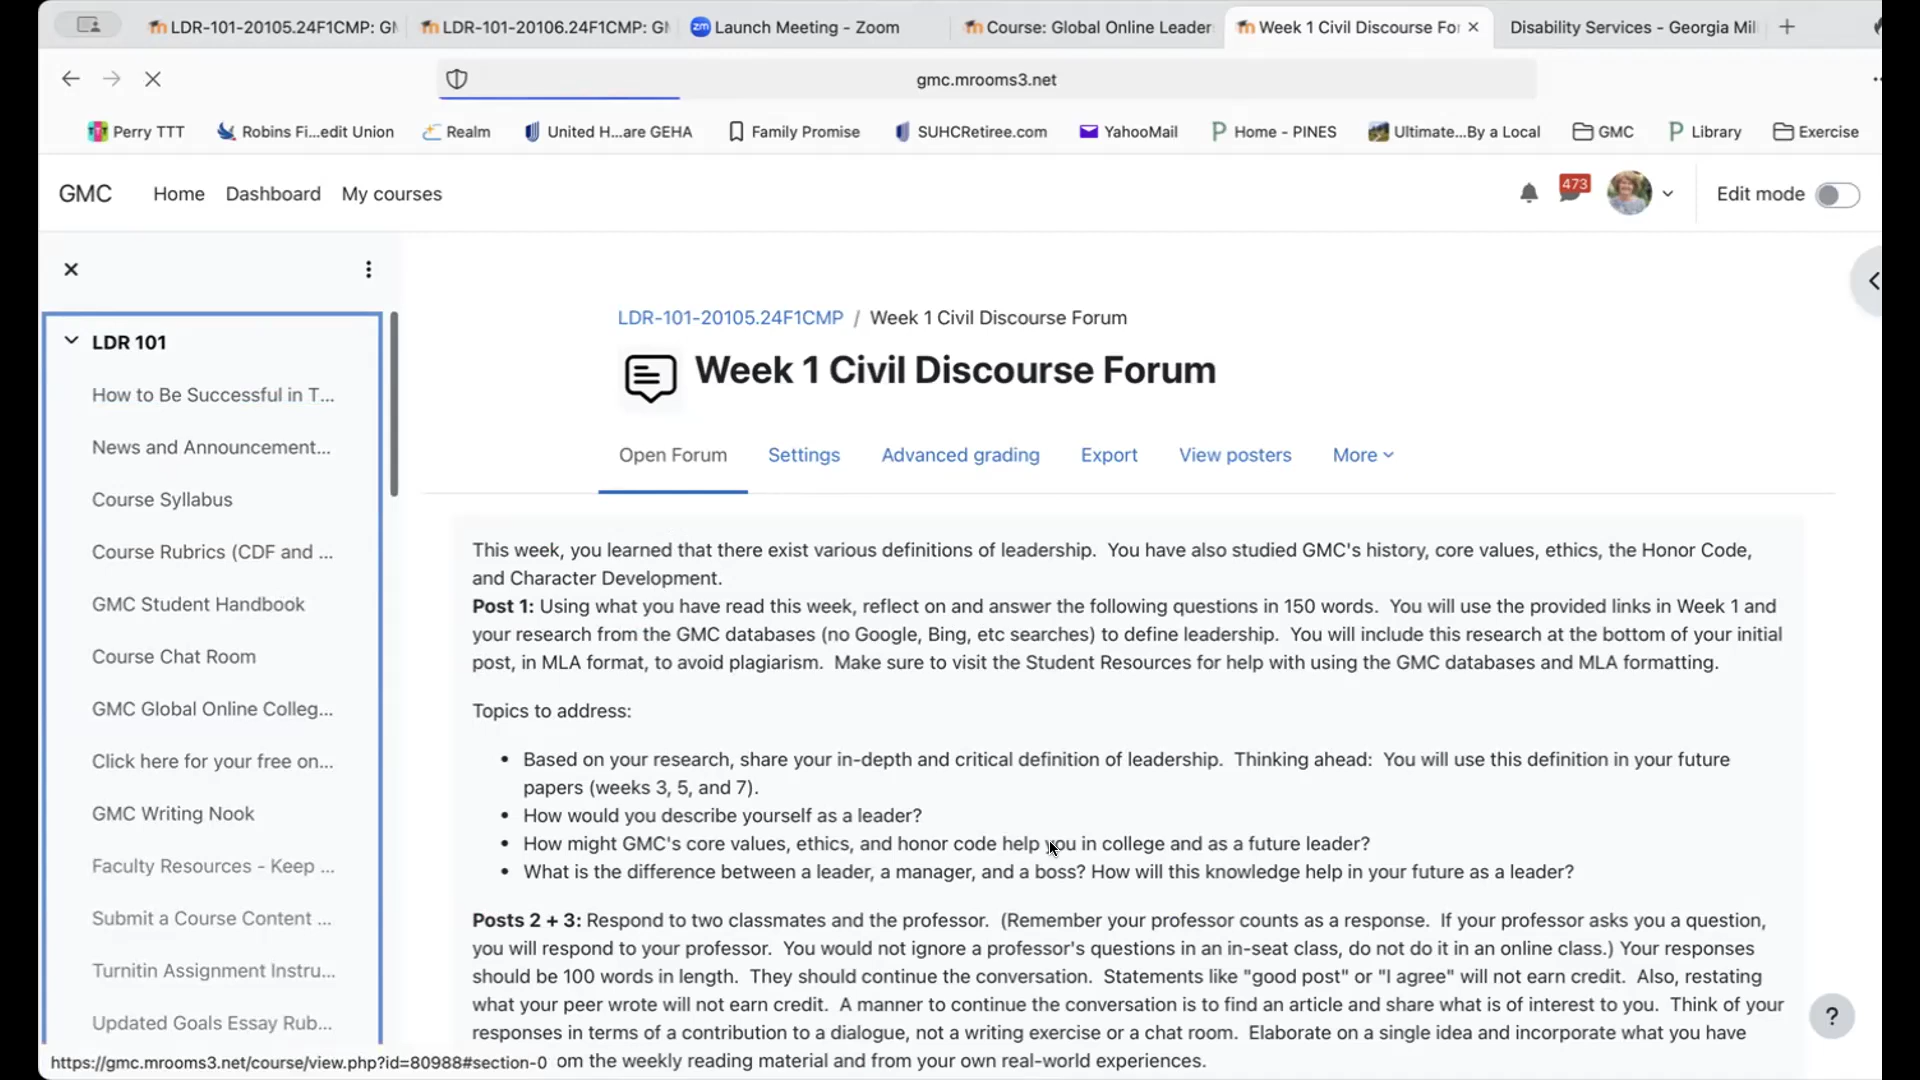 LDR-101-20105.24F1CMP: GM
LDR-101-20106.24F1CMP: GM
zm Launch Meeting - Zoom
Course: Global Online Leader
Week 1 Civil Discourse For
Disability Services - Georgia Mil
gmc.mrooms3.net
TTT Perry TTT
Robins Fi...edit Union
Realm
United H...are GEHA
Family Promise
SUHCRetiree.com
YahooMail
Home - PINES
Ultimate...By a Local
GMC
Library
Exercise
GMC Home Dashboard My courses
473
Edit mode
LDR 101
How to Be Successful in T...
News and Announcement...
Course Syllabus
Course Rubrics (CDF and ...
GMC Student Handbook
Course Chat Room
GMC Global Online Colleg...
Click here for your free on...
GMC Writing Nook
Faculty Resources - Keep ...
Submit a Course Content ...
Turnitin Assignment Instru...
Updated Goals Essay Rub...
LDR-101-20105.24F1CMP / Week 1 Civil Discourse Forum
Week 1 Civil Discourse Forum
Open Forum Settings Advanced grading Export View posters More
This week, you learned that there exist various definitions of leadership. You have also studied GMC's history, core values, ethics, the Honor Code,
and Character Development.
Post 1: Using what you have read this week, reflect on and answer the following questions in 150 words. You will use the provided links in Week 1 and
your research from the GMC databases (no Google, Bing, etc searches) to define leadership. You will include this research at the bottom of your initial
post, in MLA format, to avoid plagiarism. Make sure to visit the Student Resources for help with using the GMC databases and MLA formatting.
Topics to address:
• Based on your research, share your in-depth and critical definition of leadership. Thinking ahead: You will use this definition in your future
papers (weeks 3, 5, and 7).
• How would you describe yourself as a leader?
• How might GMC's core values, ethics, and honor code help you in college and as a future leader?
• What is the difference between a leader, a manager, and a boss? How will this knowledge help in your future as a leader?
Posts 2 + 3: Respond to two classmates and the professor. (Remember your professor counts as a response. If your professor asks you a question,
you will respond to your professor. You would not ignore a professor's questions in an in-seat class, do not do it in an online class.) Your responses
should be 100 words in length. They should continue the conversation. Statements like "good post" or "I agree" will not earn credit. Also, restating
what your peer wrote will not earn credit. A manner to continue the conversation is to find an article and share what is of interest to you. Think of your
responses in terms of a contribution to a dialogue, not a writing exercise or a chat room. Elaborate on a single idea and incorporate what you have
om the weekly reading material and from your own real-world experiences.
?
https://gmc.mrooms3.net/course/view.php?id=80988#section-0